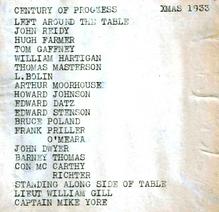 CENTURY OF PROGRESS XMAS 1933
LEFT AROUND THE TABLE
JOHN REIDY
HUGH FARMER
TOM GAFFNEY
WILLIAM HARTIGAN
THOMAS MASTERSON
L.BOLIN
ARTHUR MOORHOUSE
HOWARD JOHNSON
EDWARD DATZ
EDWARD STENSON
BRUCE POLAND
FRANK PRILLER
O'MEARA
JOHN DWYER
BARNEY THOMAS
CON MC CARTHY
RICHTER
STANDING ALONG SIDE OF TABLE
LIEUT WILLIAM GILL
CAPTAIN MIKE YORE